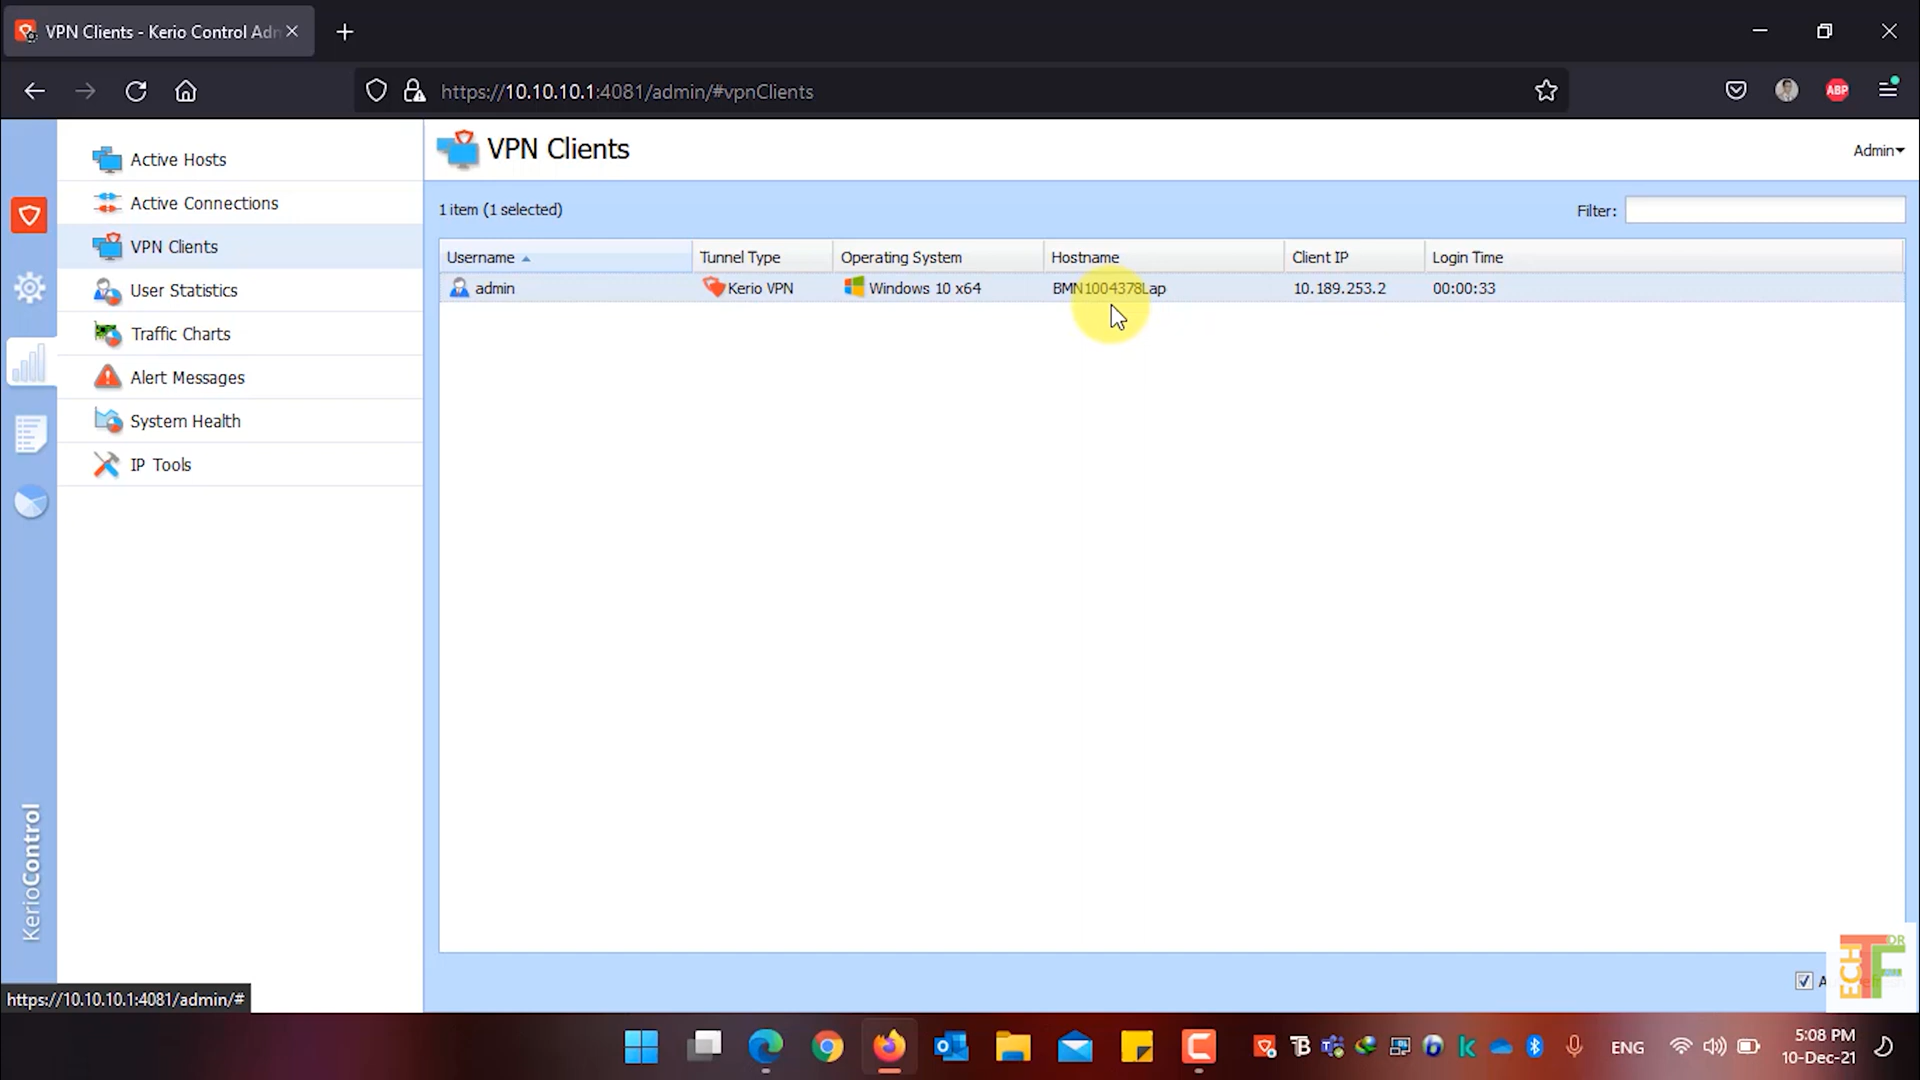 VPN Clients - Kerio Control Adn
https://10.10.10.1:4081/admin/#vpnClients
ABP
Active Hosts
Active Connections
VPN Clients
User Statistics
Traffic Charts
Alert Messages
System Health
IP Tools
KerioControl
VPN Clients
Admin
1 item (1 selected)
Filter:
Username Tunnel Type Operating System Hostname Client IP Login Time
admin Kerio VPN Windows 10 x64 BMN1004378Lap 10.189.253.2 00:00:33
https://10.10.10.1:4081/admin/#
ENG
5:08 PM
10-Dec-21